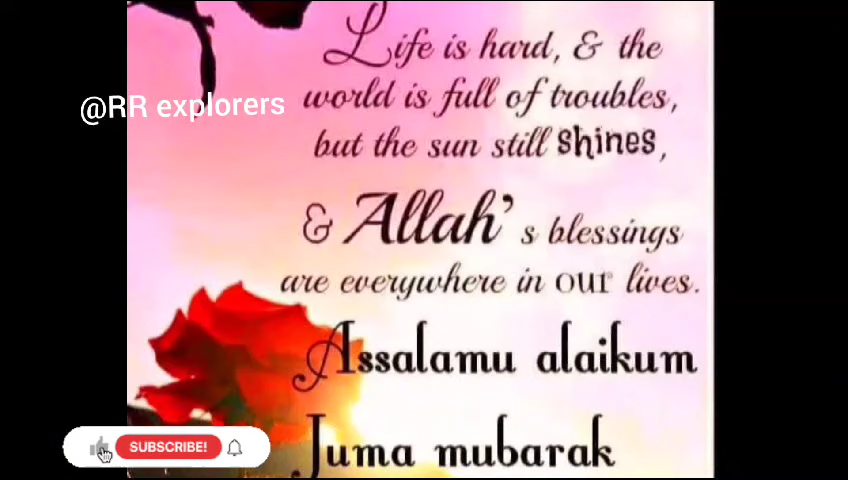 Life is hard, & the
@RR explorers
world is full of troubles,
but the sun still shines,
& Allah's blessings
are everywhere in our lives.
Assalamu alaikum
Juma mubarak
SUBSCRIBE!